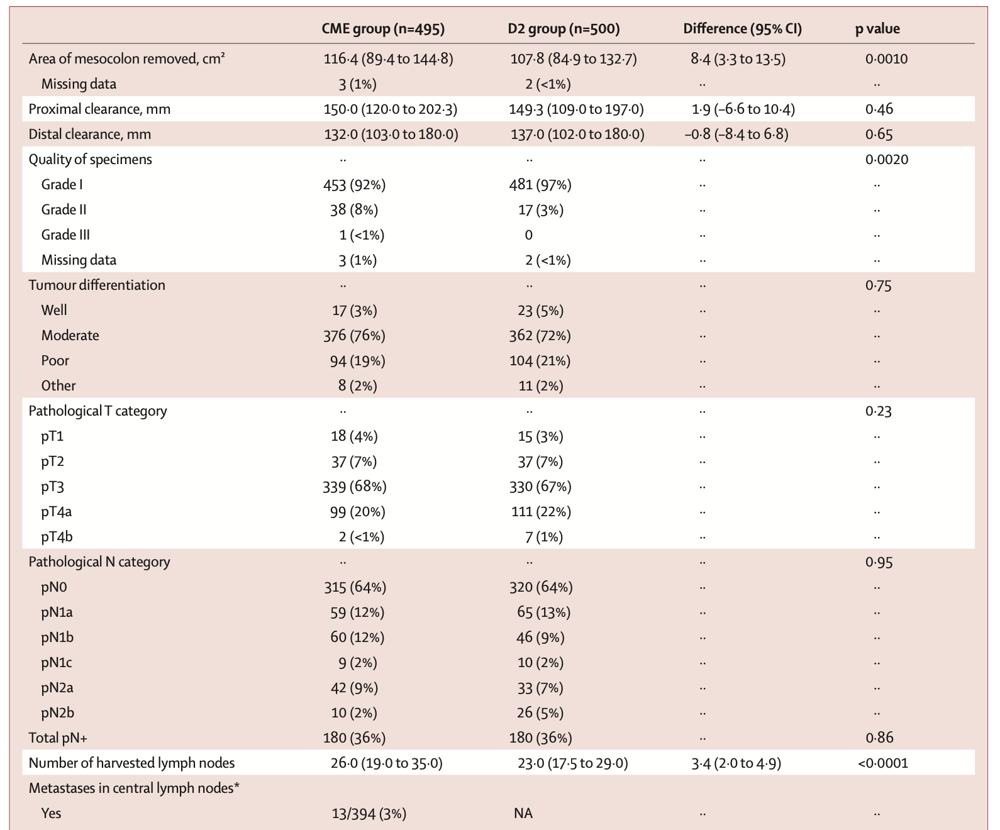 CME group (n=495) D2 group (n=500) Difference (95% CI) p value
Area of mesocolon removed, cm² 116·4 (89·4 to 144·8) 107·8 (84·9 to 132·7) 8·4 (3·3 to 13·5) 0·0010
Missing data 3 (1%) 2 (<1%) ·· ··
Proximal clearance, mm 150·0 (120·0 to 202·3) 149·3 (109·0 to 197·0) 1·9 (–6·6 to 10·4) 0·46
Distal clearance, mm 132·0 (103·0 to 180·0) 137·0 (102·0 to 180·0) –0·8 (–8·4 to 6·8) 0·65
Quality of specimens ·· ·· ·· 0·0020
Grade I 453 (92%) 481 (97%) ·· ··
Grade II 38 (8%) 17 (3%) ·· ··
Grade III 1 (<1%) 0 ·· ··
Missing data 3 (1%) 2 (<1%) ·· ··
Tumour differentiation ·· ·· ·· 0·75
Well 17 (3%) 23 (5%) ·· ··
Moderate 376 (76%) 362 (72%) ·· ··
Poor 94 (19%) 104 (21%) ·· ··
Other 8 (2%) 11 (2%) ·· ··
Pathological T category ·· ·· ·· 0·23
pT1 18 (4%) 15 (3%) ·· ··
pT2 37 (7%) 37 (7%) ·· ··
pT3 339 (68%) 330 (67%) ·· ··
pT4a 99 (20%) 111 (22%) ·· ··
pT4b 2 (<1%) 7 (1%) ·· ··
Pathological N category ·· ·· ·· 0·95
pN0 315 (64%) 320 (64%) ·· ··
pN1a 59 (12%) 65 (13%) ·· ··
pN1b 60 (12%) 46 (9%) ·· ··
pN1c 9 (2%) 10 (2%) ·· ··
pN2a 42 (9%) 33 (7%) ·· ··
pN2b 10 (2%) 26 (5%) ·· ··
Total pN+ 180 (36%) 180 (36%) ·· 0·86
Number of harvested lymph nodes 26·0 (19·0 to 35·0) 23·0 (17·5 to 29·0) 3·4 (2·0 to 4·9) <0·0001
Metastases in central lymph nodes*
Yes 13/394 (3%) NA ·· ··